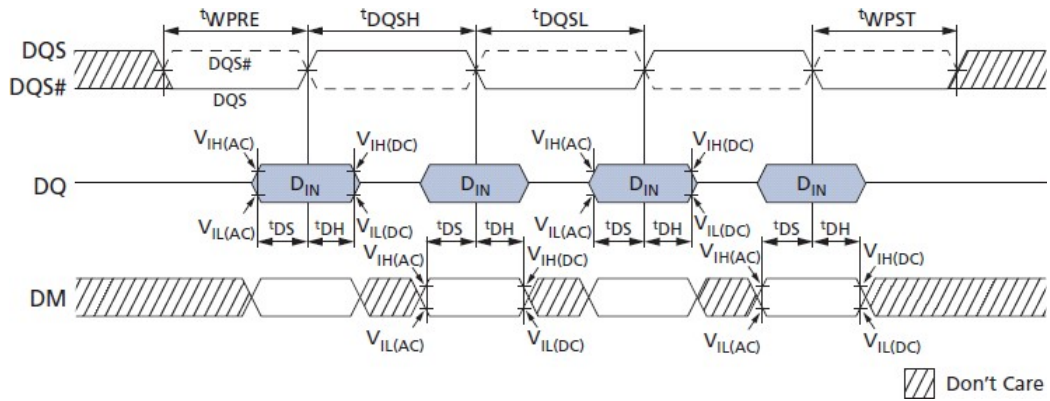 tWPRE tDQSH tDQSL tWPST
DQS
DQS#
DQS#
DQS
VIH(AC) VIH(DC) VIH(AC) VIH(DC)
DQ DIN DIN DIN DIN
VIL(AC) tDS tDH VIL(DC) tDS tDH VIL(AC) tDS tDH VIL(DC) tDS tDH
VIH(AC) VIH(DC) VIH(AC) VIH(DC)
DM
VIL(AC) VIL(DC) VIL(AC) VIL(DC)
Don't Care